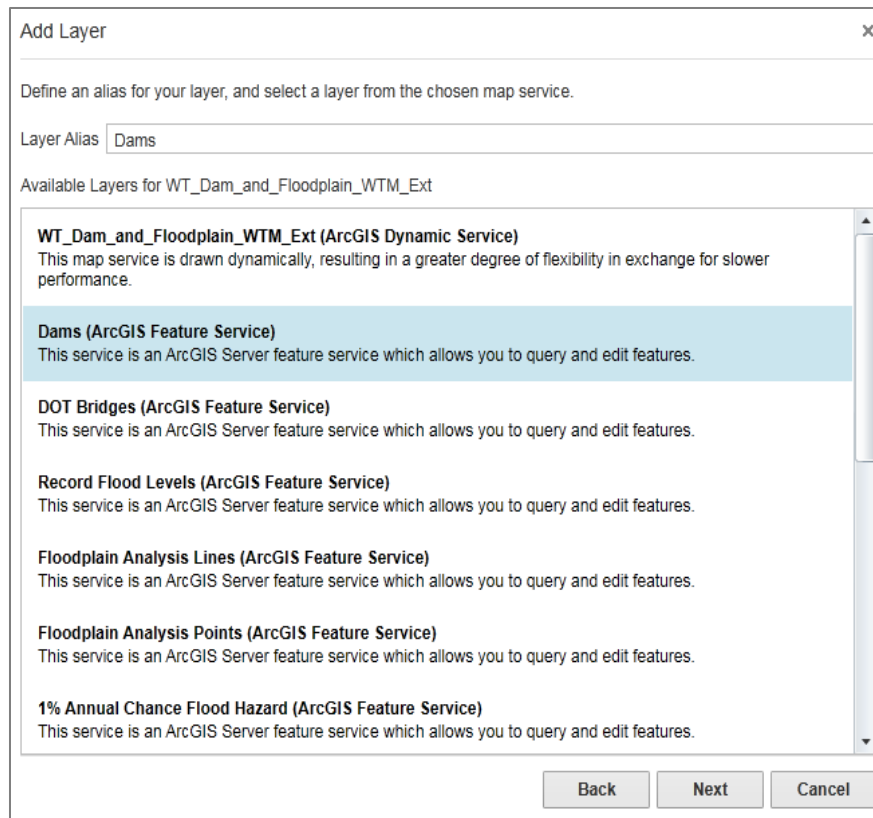 Add Layer
Define an alias for your layer, and select a layer from the chosen map service.
Layer Alias Dams
Available Layers for WT_Dam_and_Floodplain_WTM_Ext
WT_Dam_and_Floodplain_WTM_Ext (ArcGIS Dynamic Service)
This map service is drawn dynamically, resulting in a greater degree of flexibility in exchange for slower
performance.
Dams (ArcGIS Feature Service)
This service is an ArcGIS Server feature service which allows you to query and edit features.
DOT Bridges (ArcGIS Feature Service)
This service is an ArcGIS Server feature service which allows you to query and edit features.
Record Flood Levels (ArcGIS Feature Service)
This service is an ArcGIS Server feature service which allows you to query and edit features.
Floodplain Analysis Lines (ArcGIS Feature Service)
This service is an ArcGIS Server feature service which allows you to query and edit features.
Floodplain Analysis Points (ArcGIS Feature Service)
This service is an ArcGIS Server feature service which allows you to query and edit features.
1% Annual Chance Flood Hazard (ArcGIS Feature Service)
This service is an ArcGIS Server feature service which allows you to query and edit features.
Back Next Cancel